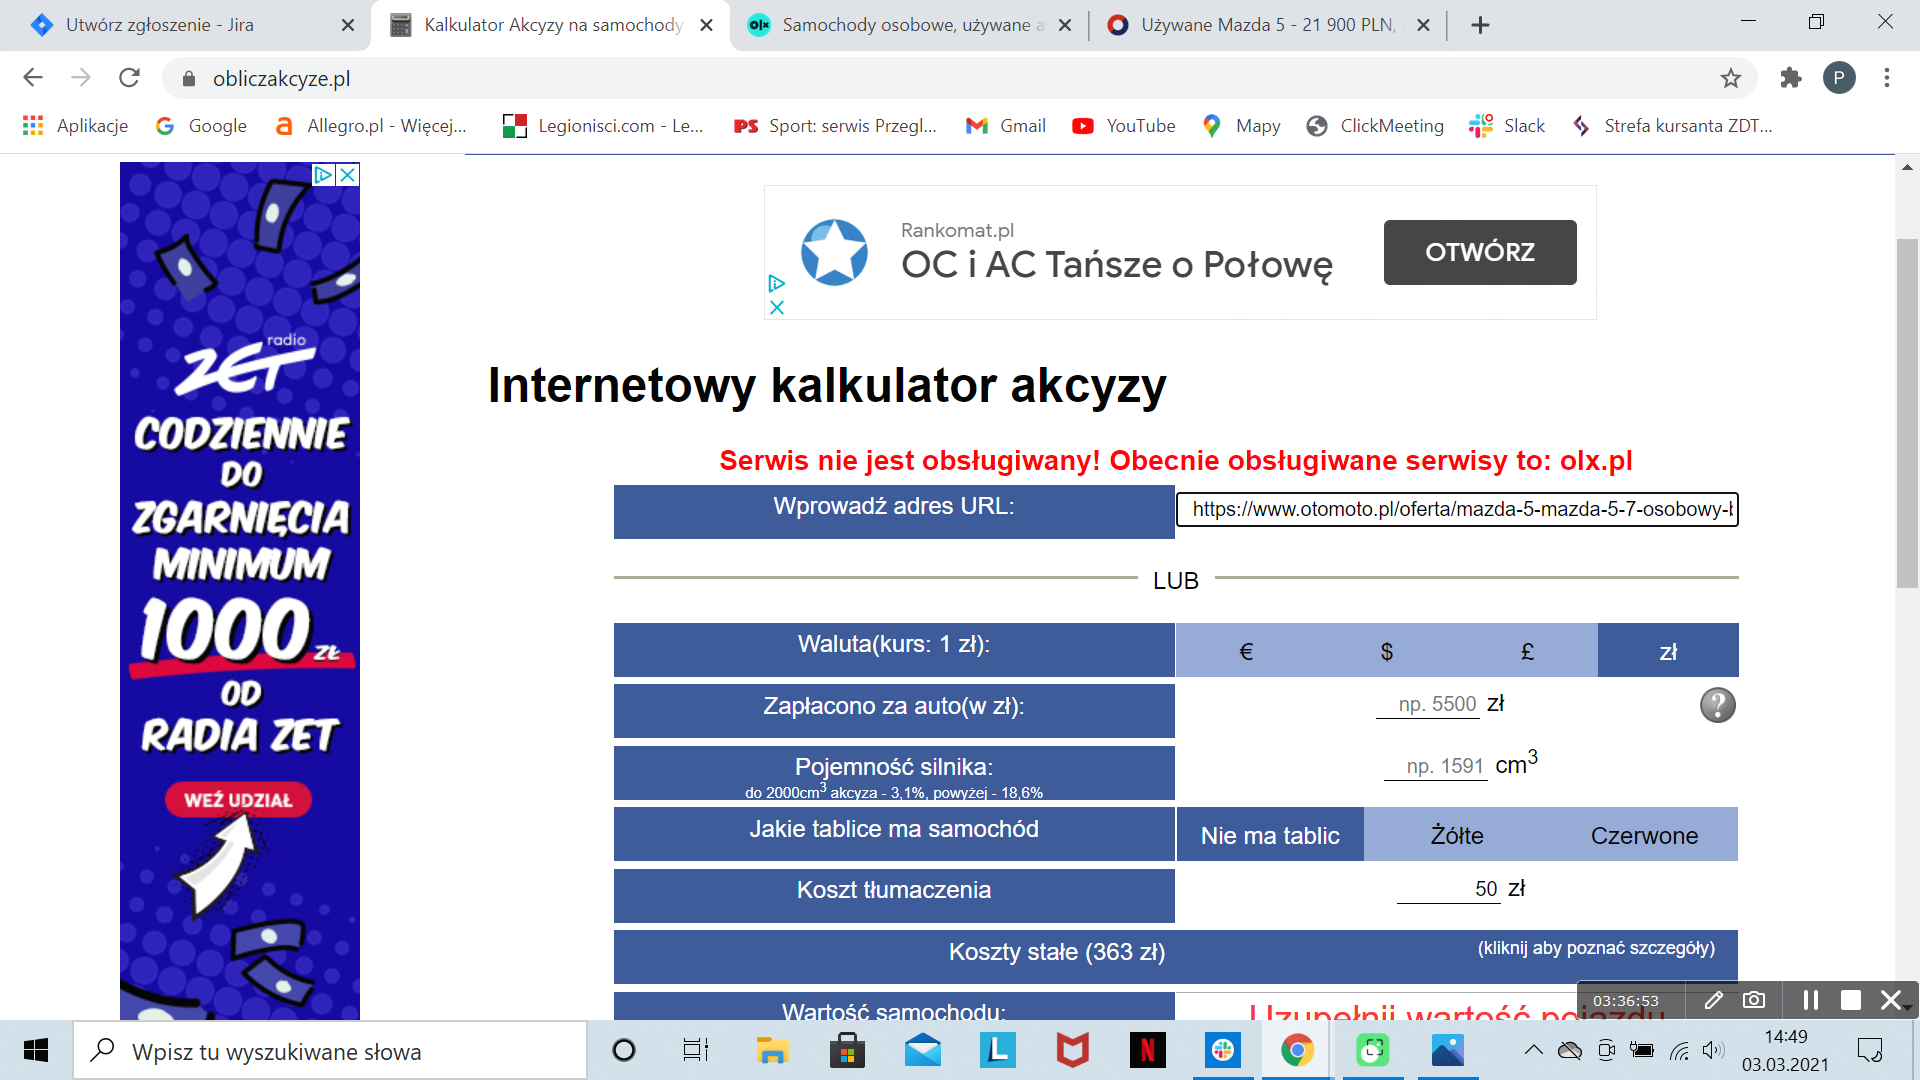 Utwórz zgłoszenie - Jira
Kalkulator Akcyzy na samochody
Samochody osobowe, używane a
Używane Mazda 5 - 21 900 PLN,
obliczakcyze.pl
P
Aplikacje
Google
Allegro.pl - Więcej...
Legionisci.com - Le...
PS Sport: serwis Przegl...
Gmail
YouTube
Mapy
ClickMeeting
Slack
Strefa kursanta ZDT...
radio
ZET
CODZIENNIE
DO
ZGARNIĘCIA
MINIMUM
1000 ZŁ
OD
RADIA ZET
WEŹ UDZIAŁ
Rankomat.pl
OC i AC Tańsze o Połowę
OTWÓRZ
Internetowy kalkulator akcyzy
Serwis nie jest obsługiwany! Obecnie obsługiwane serwisy to: olx.pl
Wprowadź adres URL:
https://www.otomoto.pl/oferta/mazda-5-mazda-5-7-osobowy-b
LUB
Waluta(kurs: 1 zł):
€ $ £ zł
Zapłacono za auto(w zł):
np. 5500 zł
?
Pojemność silnika:
do 2000cm3 akcyza - 3,1%, powyżej - 18,6%
np. 1591 cm3
Jakie tablice ma samochód
Nie ma tablic Żółte Czerwone
Koszt tłumaczenia
50 zł
Koszty stałe (363 zł)
(kliknij aby poznać szczegóły)
Wartość samochodu:
Uzupełnij wartość pojazdu
03:36:53
Wpisz tu wyszukiwane słowa
14:49
03.03.2021